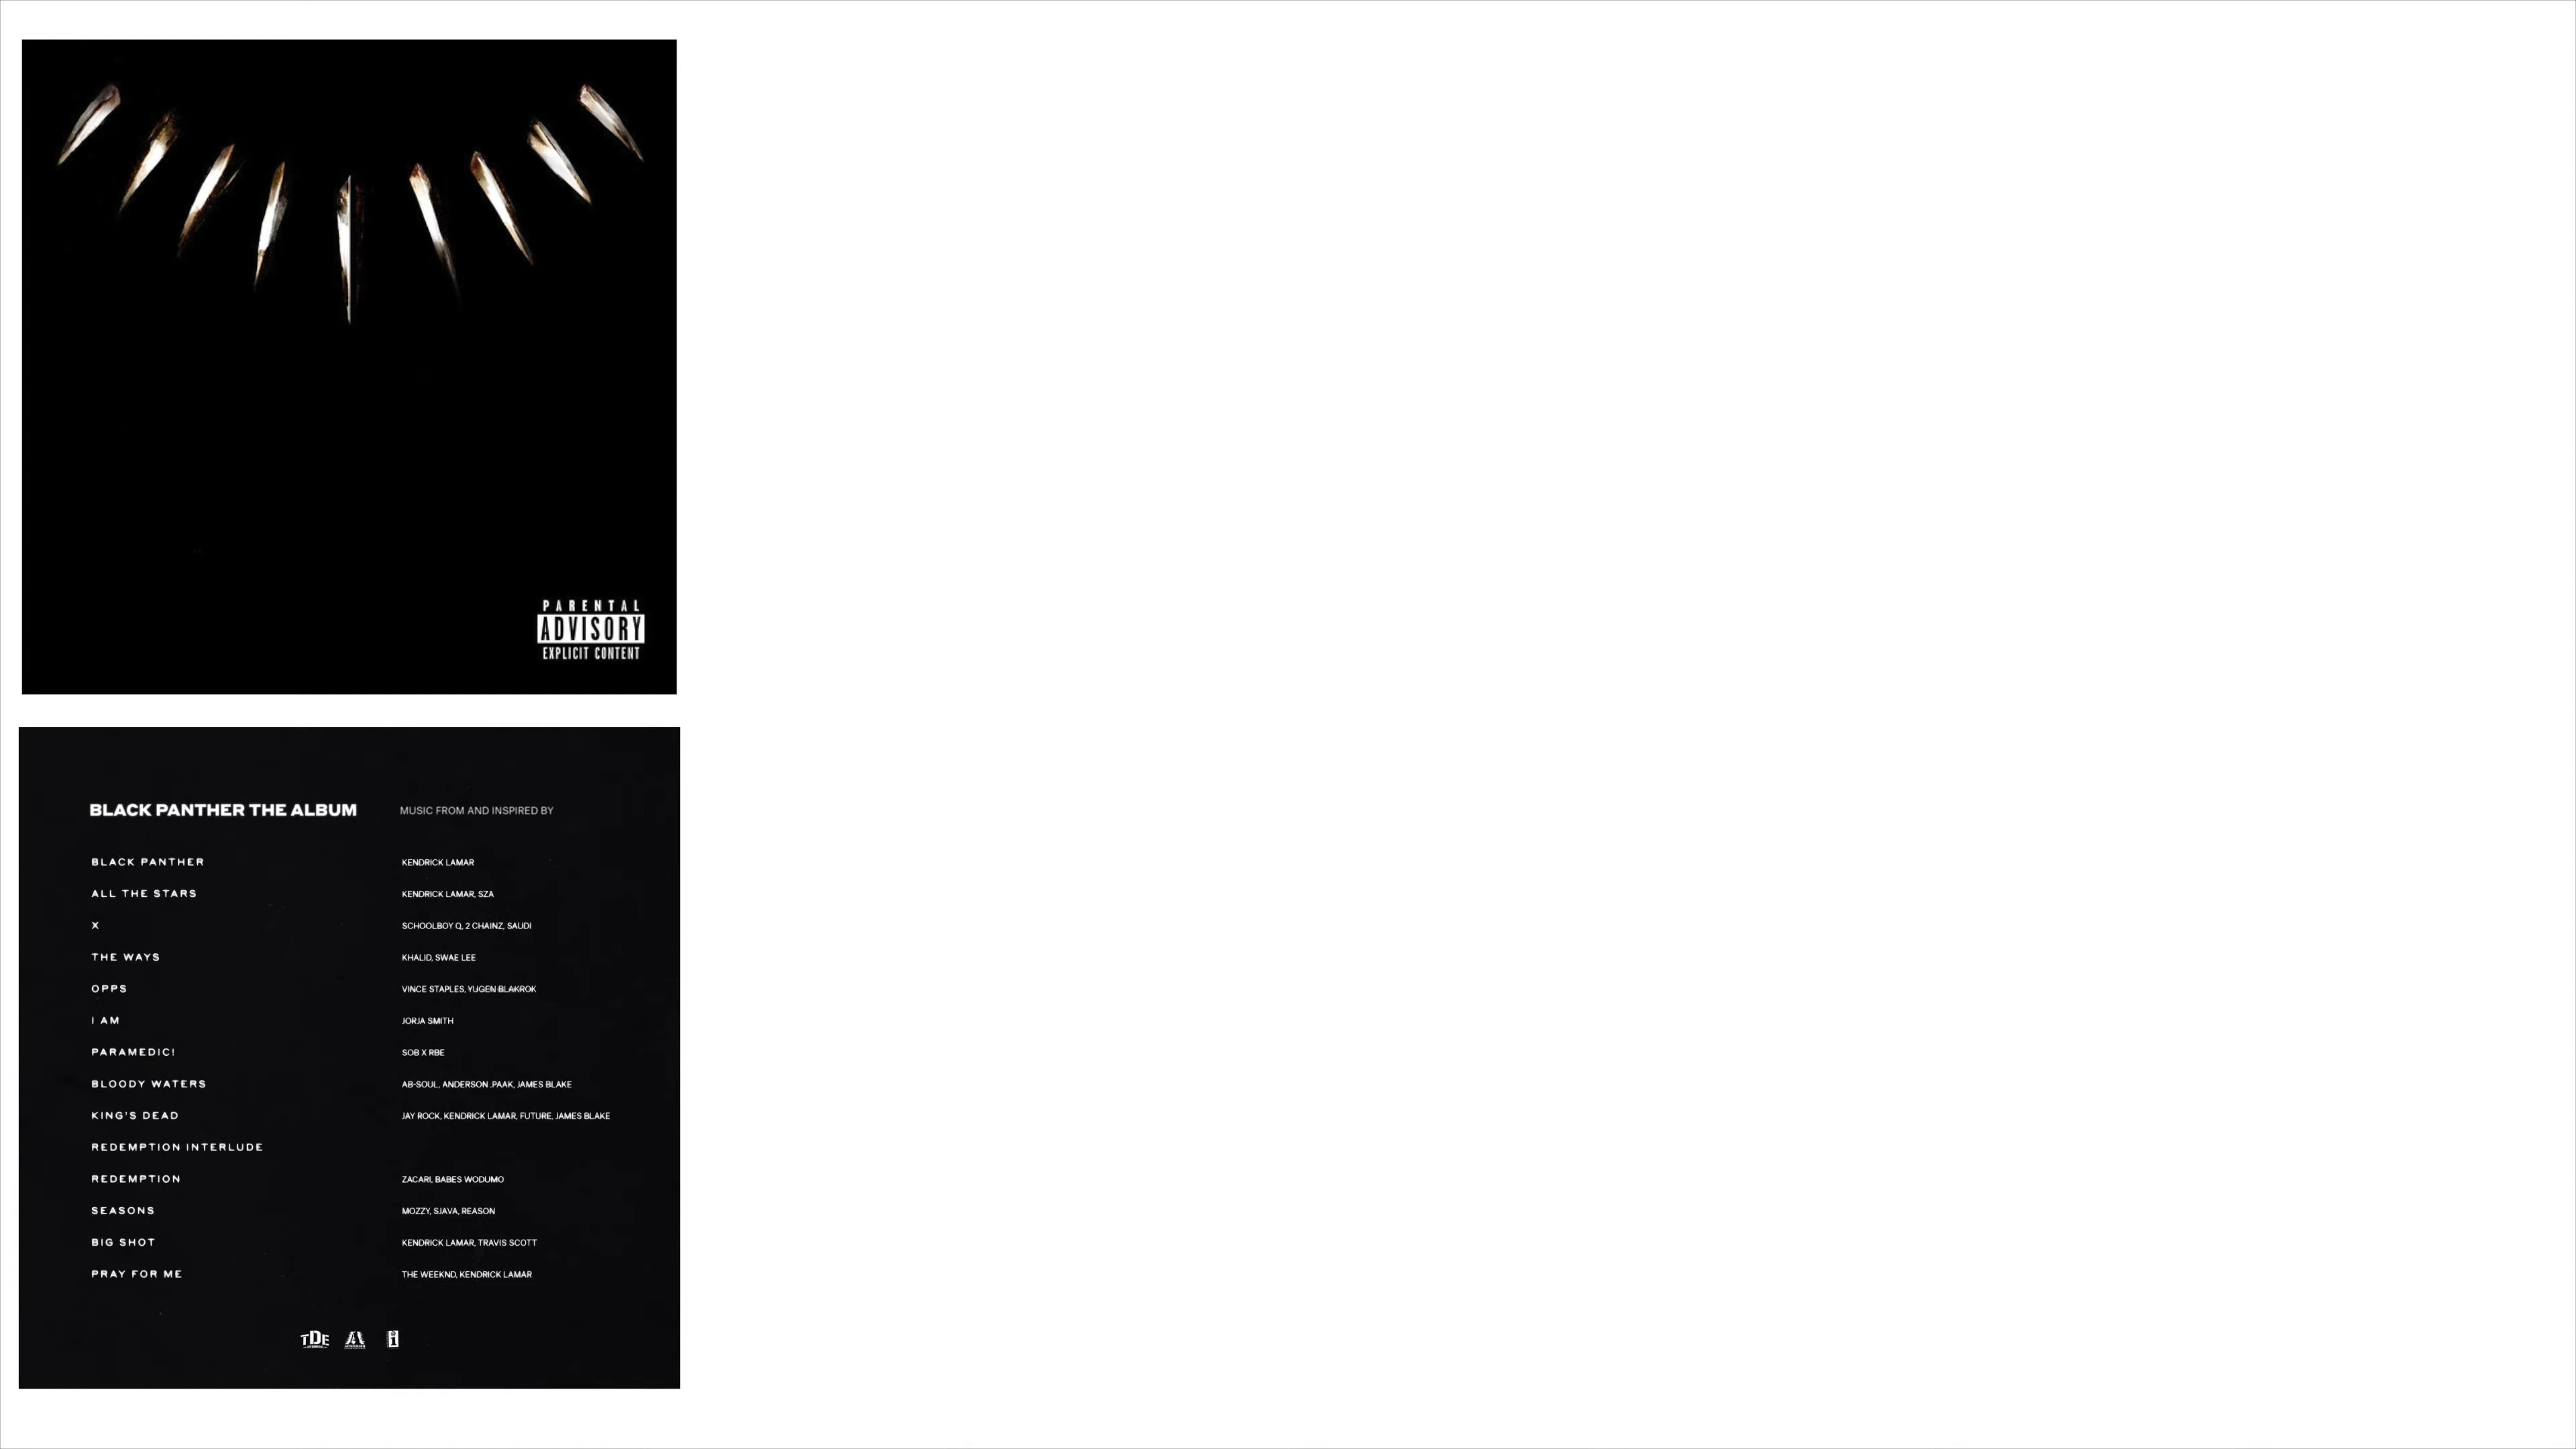 PARENTAL
ADVISORY
EXPLICIT CONTENT
BLACK PANTHER THE ALBUM MUSIC FROM AND INSPIRED BY
BLACK PANTHER KENDRICK LAMAR
ALL THE STARS KENDRICK LAMAR, SZA
X SCHOOLBOY Q, 2 CHAINZ, SAUDI
THE WAYS KHALID, SWAE LEE
OPPS VINCE STAPLES, YUGEN BLAKROK
I AM JORJA SMITH
PARAMEDIC! SOB X RBE
BLOODY WATERS AB-SOUL, ANDERSON .PAAK, JAMES BLAKE
KING'S DEAD JAY ROCK, KENDRICK LAMAR, FUTURE, JAMES BLAKE
REDEMPTION INTERLUDE
REDEMPTION ZACARI, BABES WODUMO
SEASONS MOZZY, SJAVA, REASON
BIG SHOT KENDRICK LAMAR, TRAVIS SCOTT
PRAY FOR ME THE WEEKND, KENDRICK LAMAR
TDE